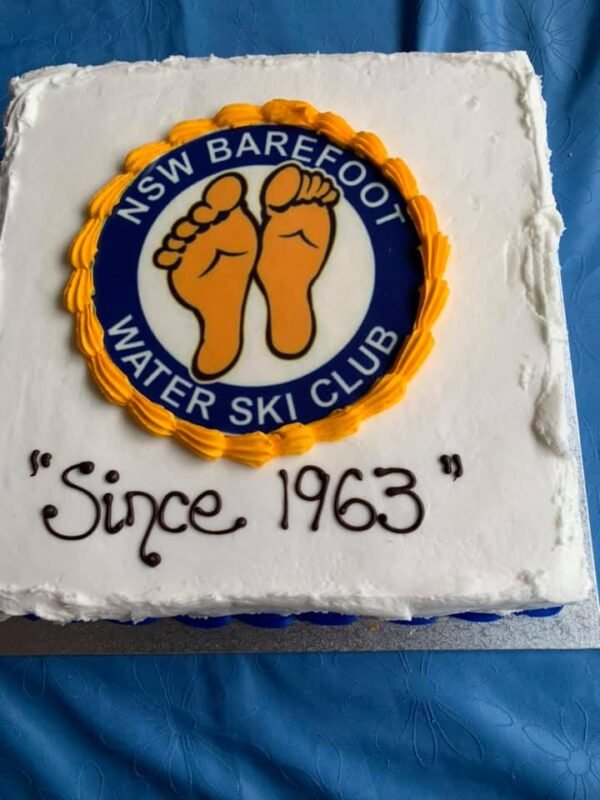 NSW BAREFOOT
WATER SKI CLUB
"Since 1963"